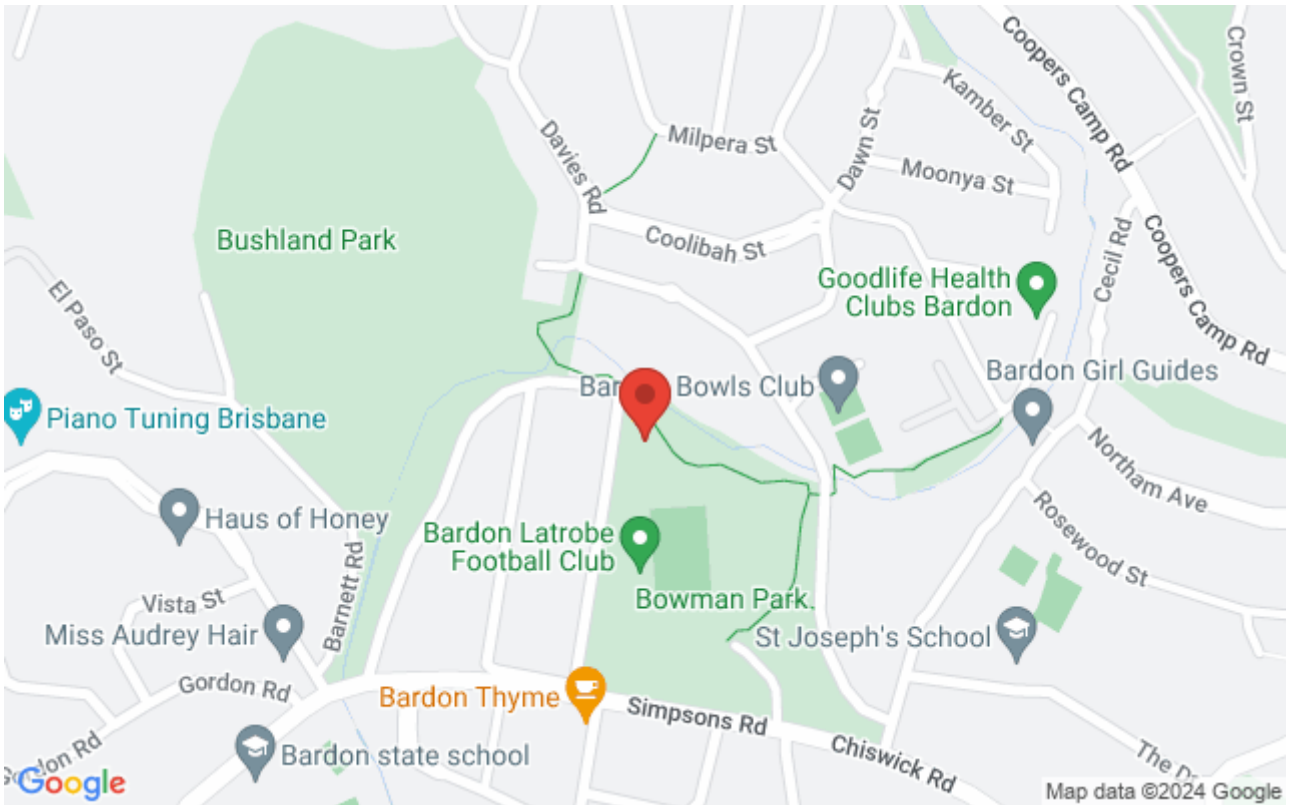 Coopers Camp Rd
Crown St
Kamber St
Davies Rd
Milpera St
Dawn St
Moonya St
Bushland Park
Coolibah St
Cecil Rd
Coopers Camp Rd
Goodlife Health
Clubs Bardon
El Paso St
Bowls Club
Bardon Girl Guides
Piano Tuning Brisbane
Northam Ave
Haus of Honey
Bardon Latrobe
Football Club
Rosewood St
Barnett Rd
Vista St
Bowman Park
Miss Audrey Hair
St Joseph's School
Gordon Rd
Bardon Thyme
Simpsons Rd
Chiswick Rd
Bardon state school
The
Rd
Google
Map data ©2024 Google